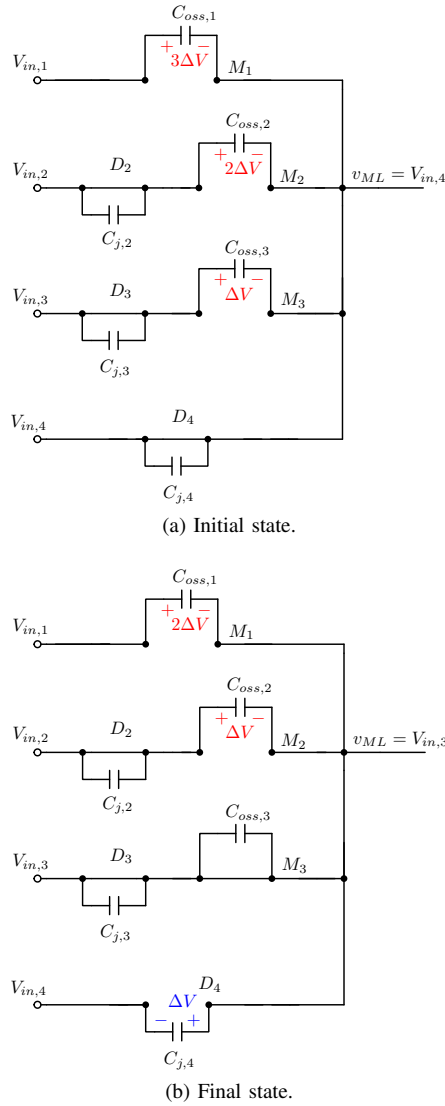 C_{oss,1}
+ −
3ΔV
V_{in,1}
M_1
C_{oss,2}
D_2
+ −
2ΔV
V_{in,2}
M_2
v_{ML} = V_{in,4}
C_{j,2}
C_{oss,3}
D_3
+ −
ΔV
V_{in,3}
M_3
C_{j,3}
V_{in,4}
D_4
C_{j,4}
(a) Initial state.
C_{oss,1}
+ −
2ΔV
V_{in,1}
M_1
C_{oss,2}
D_2
+ −
ΔV
V_{in,2}
M_2
v_{ML} = V_{in,3}
C_{j,2}
C_{oss,3}
D_3
V_{in,3}
M_3
C_{j,3}
V_{in,4}
ΔV
D_4
− +
C_{j,4}
(b) Final state.